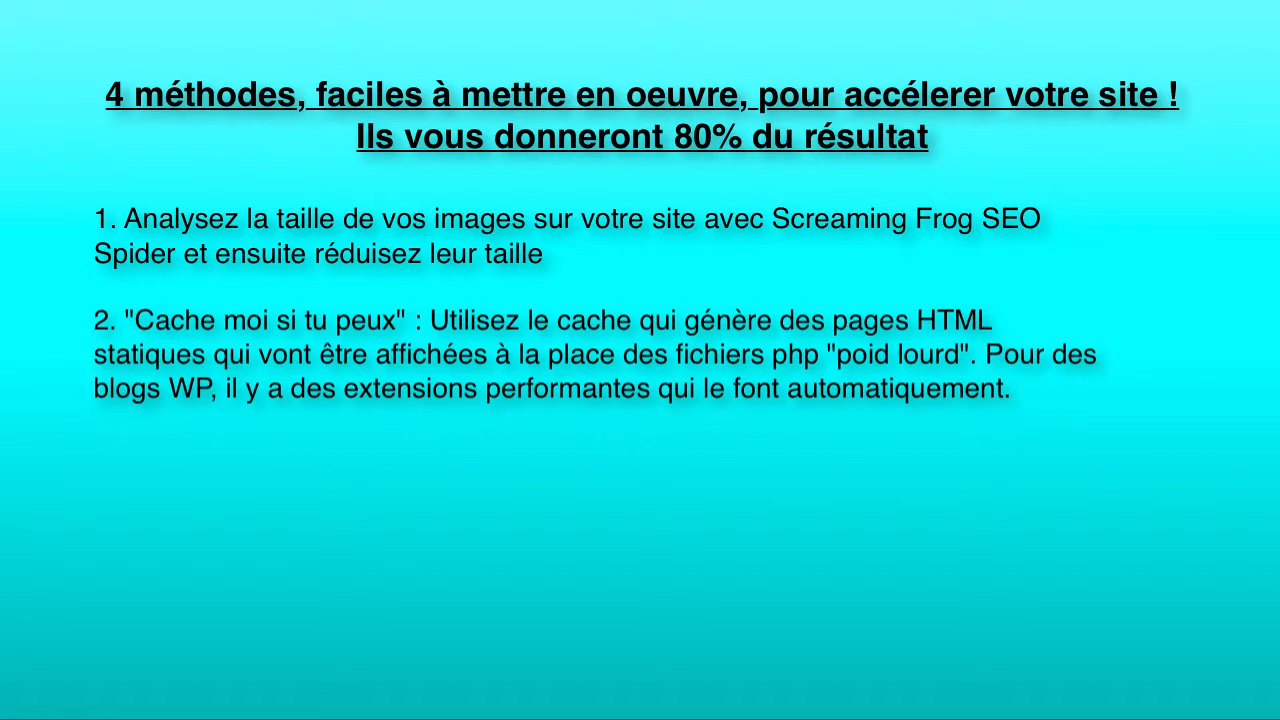 4 méthodes, faciles à mettre en oeuvre, pour accélerer votre site !
Ils vous donneront 80% du résultat
1. Analysez la taille de vos images sur votre site avec Screaming Frog SEO
Spider et ensuite réduisez leur taille
2. "Cache moi si tu peux" : Utilisez le cache qui génère des pages HTML
statiques qui vont être affichées à la place des fichiers php "poid lourd". Pour des
blogs WP, il y a des extensions performantes qui le font automatiquement.